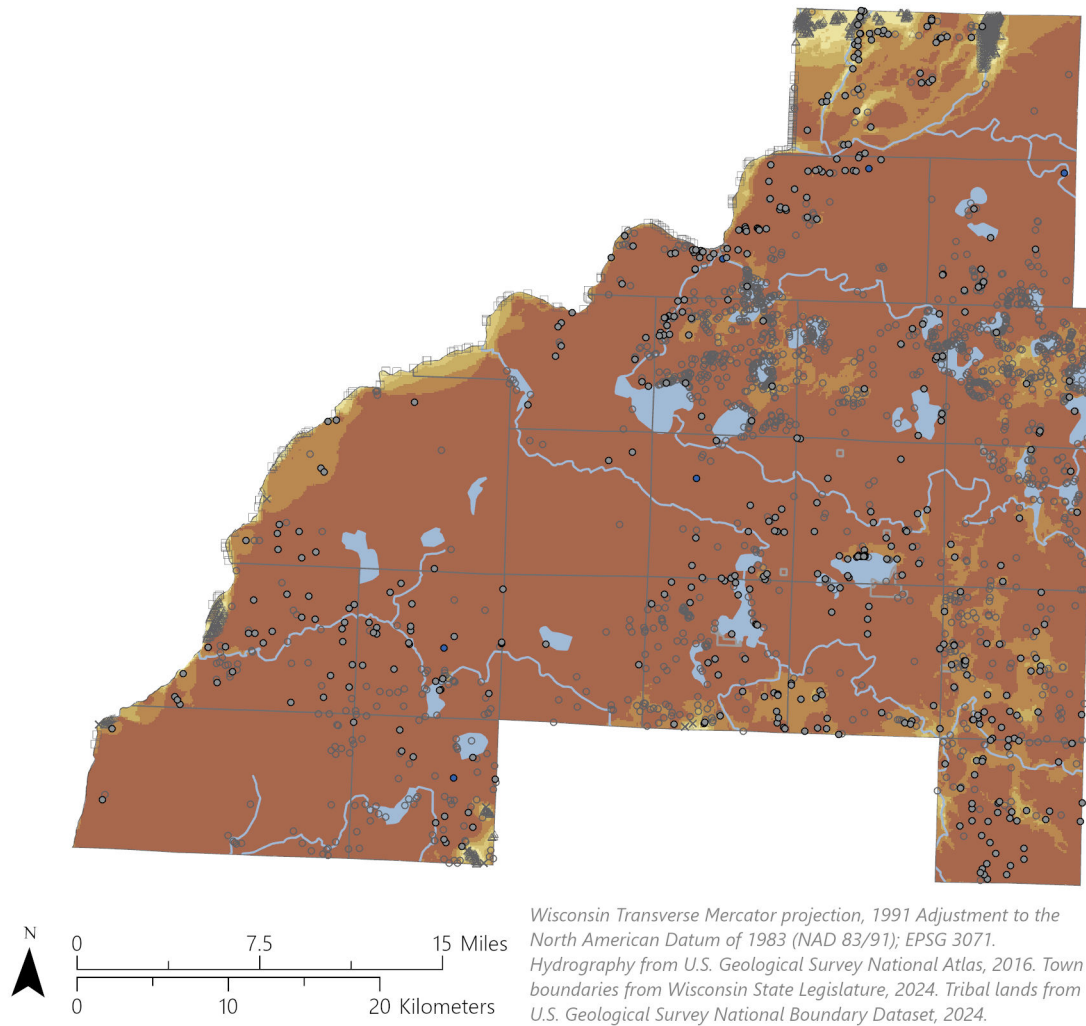 N
0 7.5 15 Miles
0 10 20 Kilometers
Wisconsin Transverse Mercator projection, 1991 Adjustment to the
North American Datum of 1983 (NAD 83/91); EPSG 3071.
Hydrography from U.S. Geological Survey National Atlas, 2016. Town
boundaries from Wisconsin State Legislature, 2024. Tribal lands from
U.S. Geological Survey National Boundary Dataset, 2024.